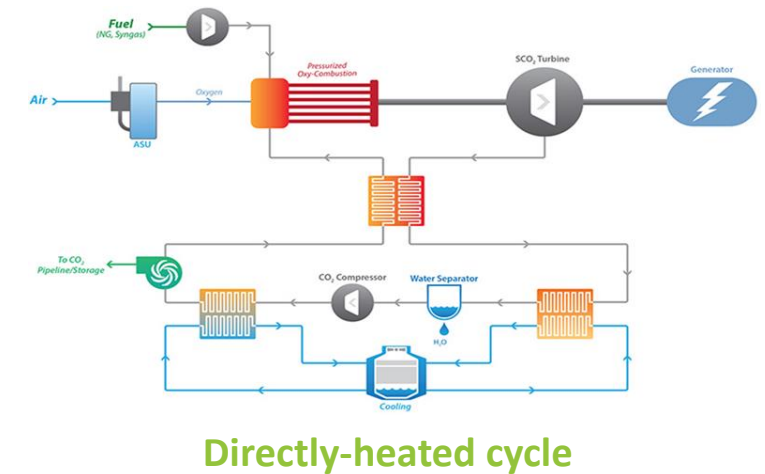 Fuel
(NG, Syngas)
SCO₂ Turbine
Pressurized
Oxy-Combustion
Generator
Air
Oxygen
ASU
To CO₂
Pipeline/Storage
CO₂ Compressor
Water Separator
H₂O
Cooling
Directly-heated cycle